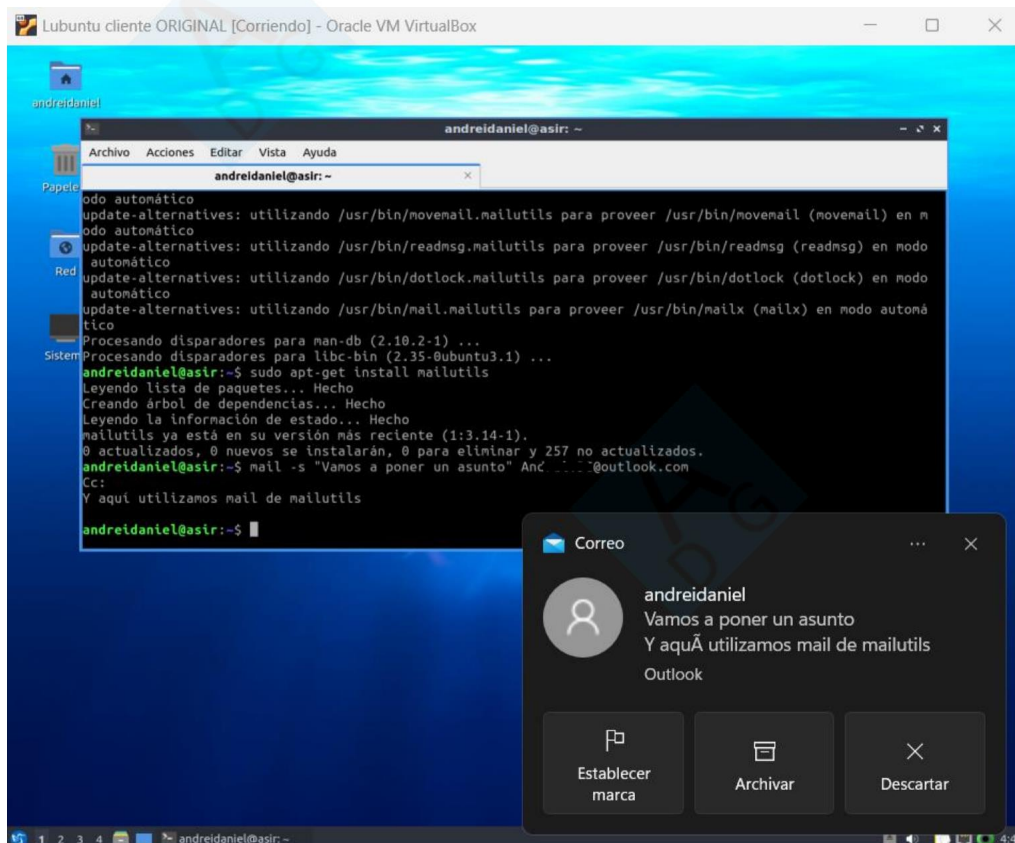 Lubuntu cliente ORIGINAL [Corriendo] - Oracle VM VirtualBox
andreidaniel
andreidaniel@asir: ~
Archivo Acciones Editar Vista Ayuda
andreidaniel@asir: ~
Papele
Red
Sistem
odo automático
update-alternatives: utilizando /usr/bin/movemail.mailutils para proveer /usr/bin/movemail (movemail) en m
odo automático
update-alternatives: utilizando /usr/bin/readmsg.mailutils para proveer /usr/bin/readmsg (readmsg) en modo
automático
update-alternatives: utilizando /usr/bin/dotlock.mailutils para proveer /usr/bin/dotlock (dotlock) en modo
automático
update-alternatives: utilizando /usr/bin/mail.mailutils para proveer /usr/bin/mailx (mailx) en modo automá
tico
Procesando disparadores para man-db (2.10.2-1) ...
Procesando disparadores para libc-bin (2.35-0ubuntu3.1) ...
andreidaniel@asir:~$ sudo apt-get install mailutils
Leyendo lista de paquetes... Hecho
Creando árbol de dependencias... Hecho
Leyendo la información de estado... Hecho
mailutils ya está en su versión más reciente (1:3.14-1).
0 actualizados, 0 nuevos se instalarán, 0 para eliminar y 257 no actualizados.
andreidaniel@asir:~$ mail -s "Vamos a poner un asunto" And @outlook.com
Cc:
Y aquí utilizamos mail de mailutils
andreidaniel@asir:~$
Correo
andreidaniel
Vamos a poner un asunto
Y aquÃ utilizamos mail de mailutils
Outlook
Establecer
marca
Archivar
Descartar
1 2 3 4 andreidaniel@asir: ~
A
D G